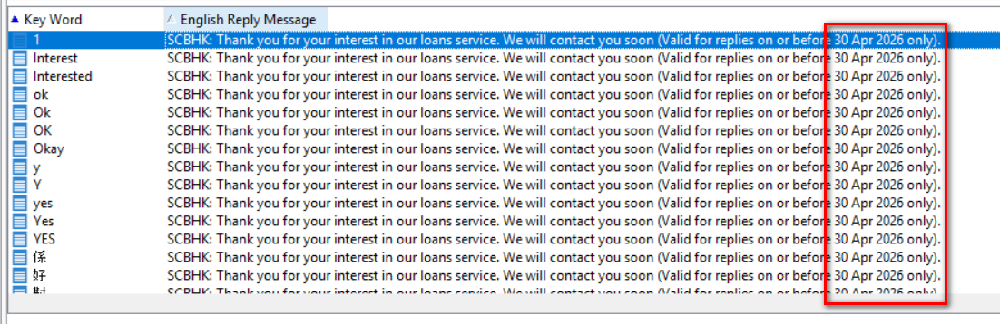 Key Word English Reply Message
1 SCBHK: Thank you for your interest in our loans service. We will contact you soon (Valid for replies on or before 30 Apr 2026 only).
Interest SCBHK: Thank you for your interest in our loans service. We will contact you soon (Valid for replies on or before 30 Apr 2026 only).
Interested SCBHK: Thank you for your interest in our loans service. We will contact you soon (Valid for replies on or before 30 Apr 2026 only).
ok SCBHK: Thank you for your interest in our loans service. We will contact you soon (Valid for replies on or before 30 Apr 2026 only).
Ok SCBHK: Thank you for your interest in our loans service. We will contact you soon (Valid for replies on or before 30 Apr 2026 only).
OK SCBHK: Thank you for your interest in our loans service. We will contact you soon (Valid for replies on or before 30 Apr 2026 only).
Okay SCBHK: Thank you for your interest in our loans service. We will contact you soon (Valid for replies on or before 30 Apr 2026 only).
y SCBHK: Thank you for your interest in our loans service. We will contact you soon (Valid for replies on or before 30 Apr 2026 only).
Y SCBHK: Thank you for your interest in our loans service. We will contact you soon (Valid for replies on or before 30 Apr 2026 only).
yes SCBHK: Thank you for your interest in our loans service. We will contact you soon (Valid for replies on or before 30 Apr 2026 only).
Yes SCBHK: Thank you for your interest in our loans service. We will contact you soon (Valid for replies on or before 30 Apr 2026 only).
YES SCBHK: Thank you for your interest in our loans service. We will contact you soon (Valid for replies on or before 30 Apr 2026 only).
係 SCBHK: Thank you for your interest in our loans service. We will contact you soon (Valid for replies on or before 30 Apr 2026 only).
好 SCBHK: Thank you for your interest in our loans service. We will contact you soon (Valid for replies on or before 30 Apr 2026 only).
SCBHK: Thank you for your interest in our loans service. We will contact you soon (Valid for replies on or before 30 Apr 2026 only).